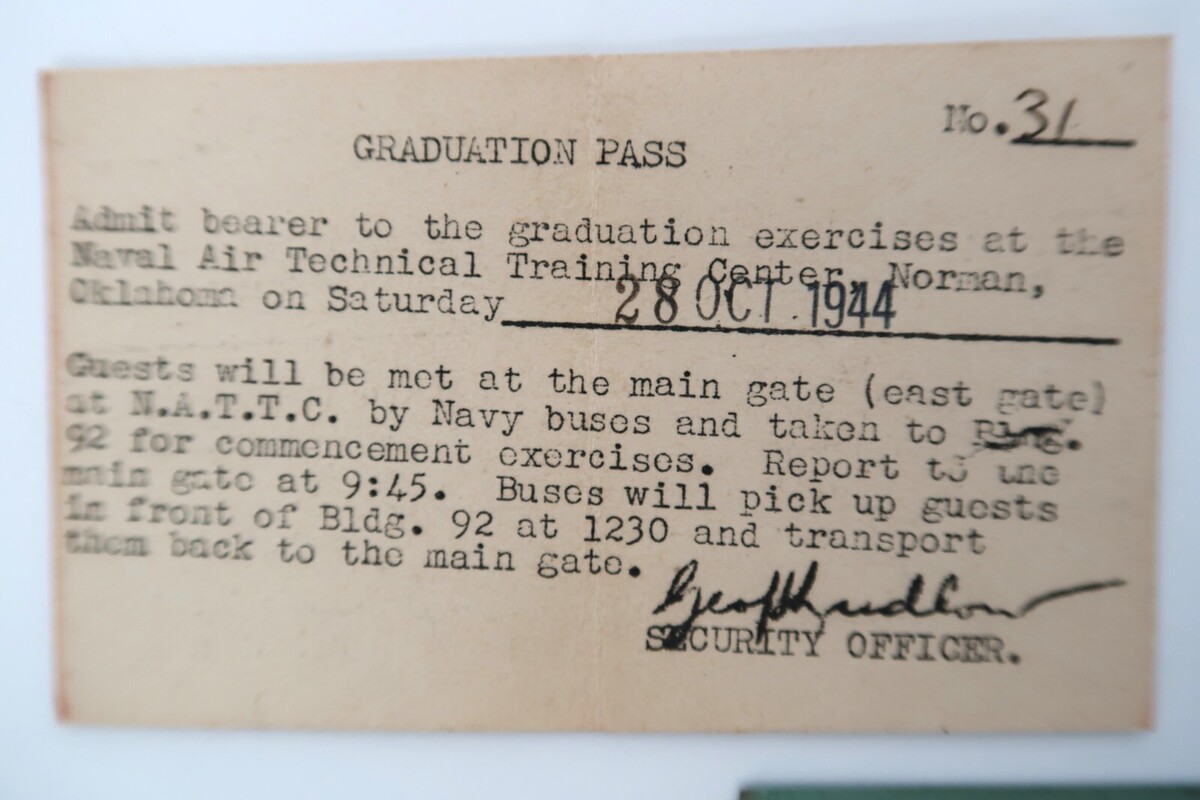 No. 31
GRADUATION PASS
Admit bearer to the graduation exercises at the
Naval Air Technical Training Center, Norman,
Oklahoma on Saturday 28 OCT 1944
Guests will be met at the main gate (east gate)
at N.A.T.T.C. by Navy buses and taken to Bldg.
92 for commencement exercises. Report to the
main gate at 9:45. Buses will pick up guests
in front of Bldg. 92 at 1230 and transport
them back to the main gate.
SECURITY OFFICER.